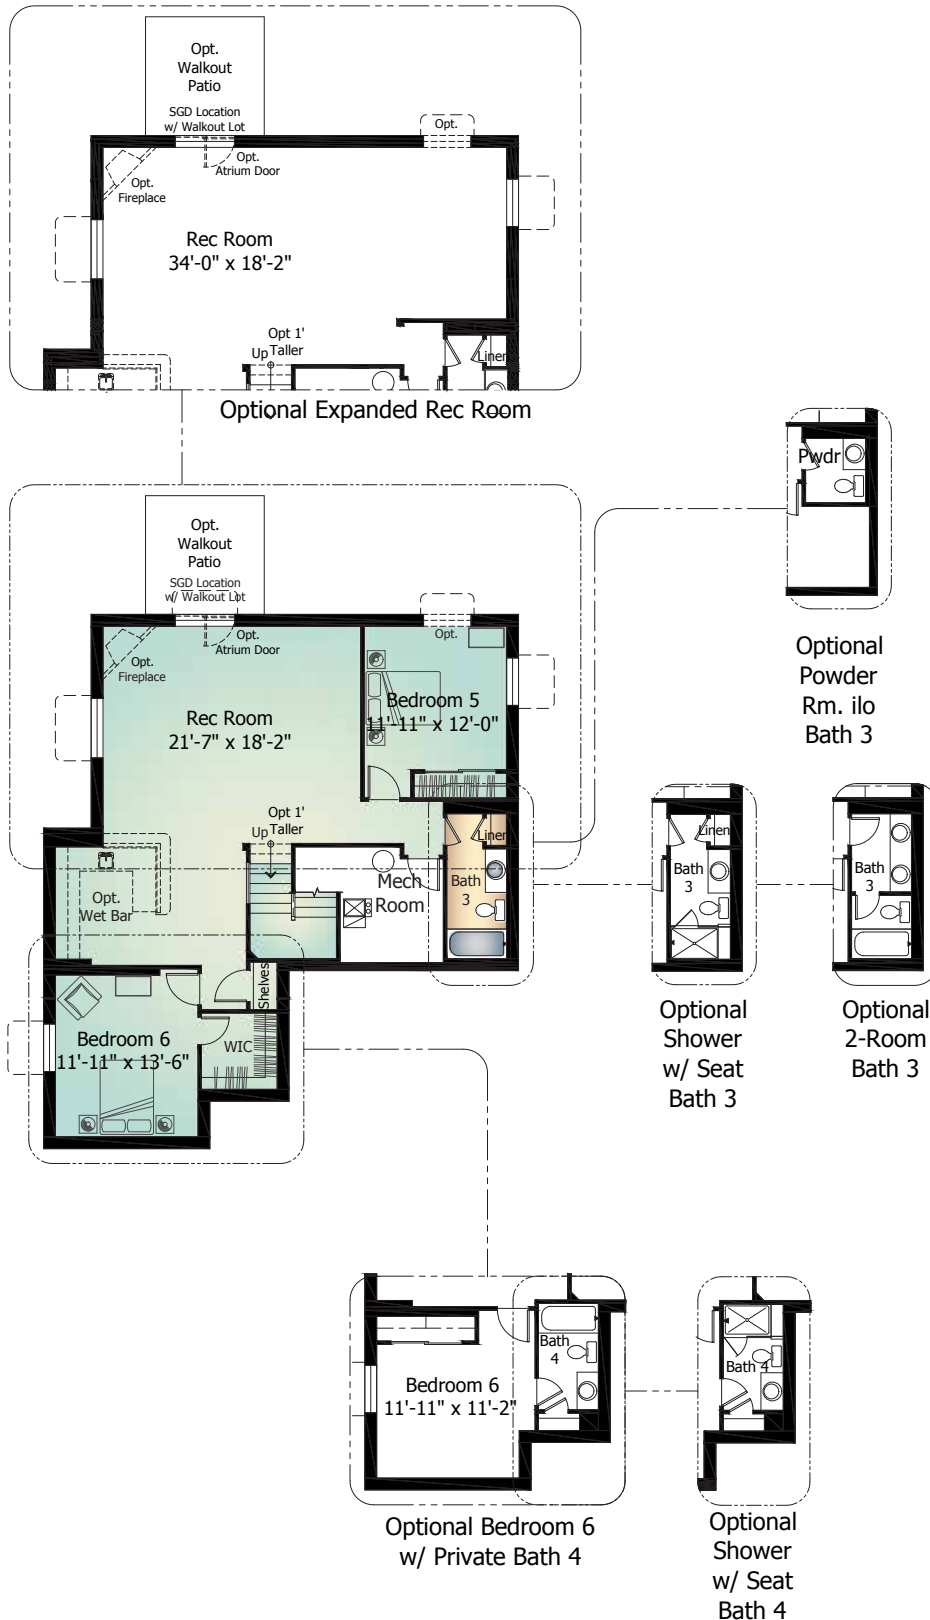 Opt.
Walkout
Patio
SGD Location
w/ Walkout Lot
Opt.
Atrium Door
Opt.
Opt.
Fireplace
Rec Room
34'-0" x 18'-2"
Opt 1'
Up Taller
Linen
Optional Expanded Rec Room
Pwdr
Optional
Powder
Rm. ilo
Bath 3
Opt.
Walkout
Patio
SGD Location
w/ Walkout Lot
Opt.
Atrium Door
Opt.
Opt.
Fireplace
Rec Room
21'-7" x 18'-2"
Bedroom 5
11'-11" x 12'-0"
Opt 1'
Up Taller
Linen
Mech
Room
Bath
3
Opt.
Wet Bar
Shelves
Bedroom 6
11'-11" x 13'-6"
WIC
Linen
Bath
3
Optional
Shower
w/ Seat
Bath 3
Bath
3
Optional
2-Room
Bath 3
Bath
4
Bedroom 6
11'-11" x 11'-2"
Optional Bedroom 6
w/ Private Bath 4
Bath 4
Optional
Shower
w/ Seat
Bath 4